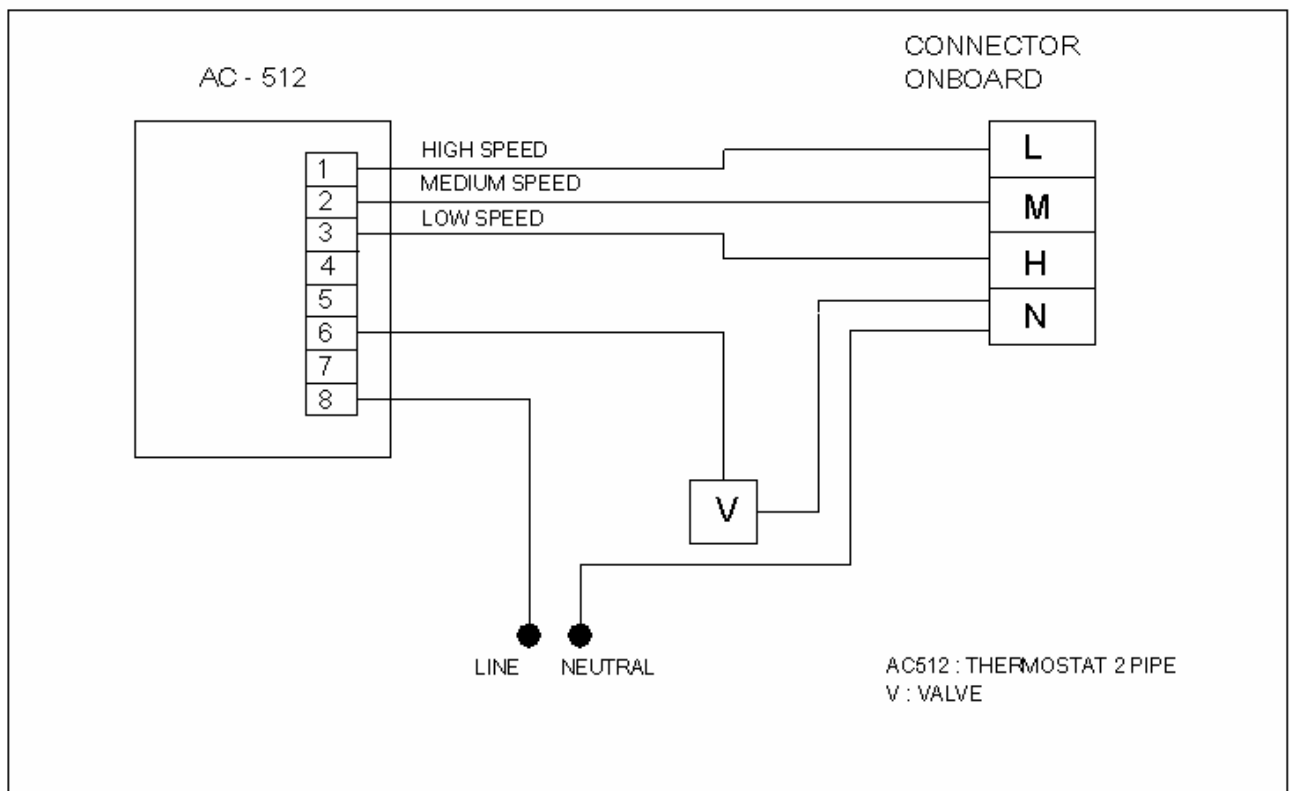 CONNECTOR
ONBOARD
AC - 512
1
2
3
4
5
6
7
8
HIGH SPEED
MEDIUM SPEED
LOW SPEED
L
M
H
N
V
LINE
NEUTRAL
AC512 : THERMOSTAT 2 PIPE
V : VALVE